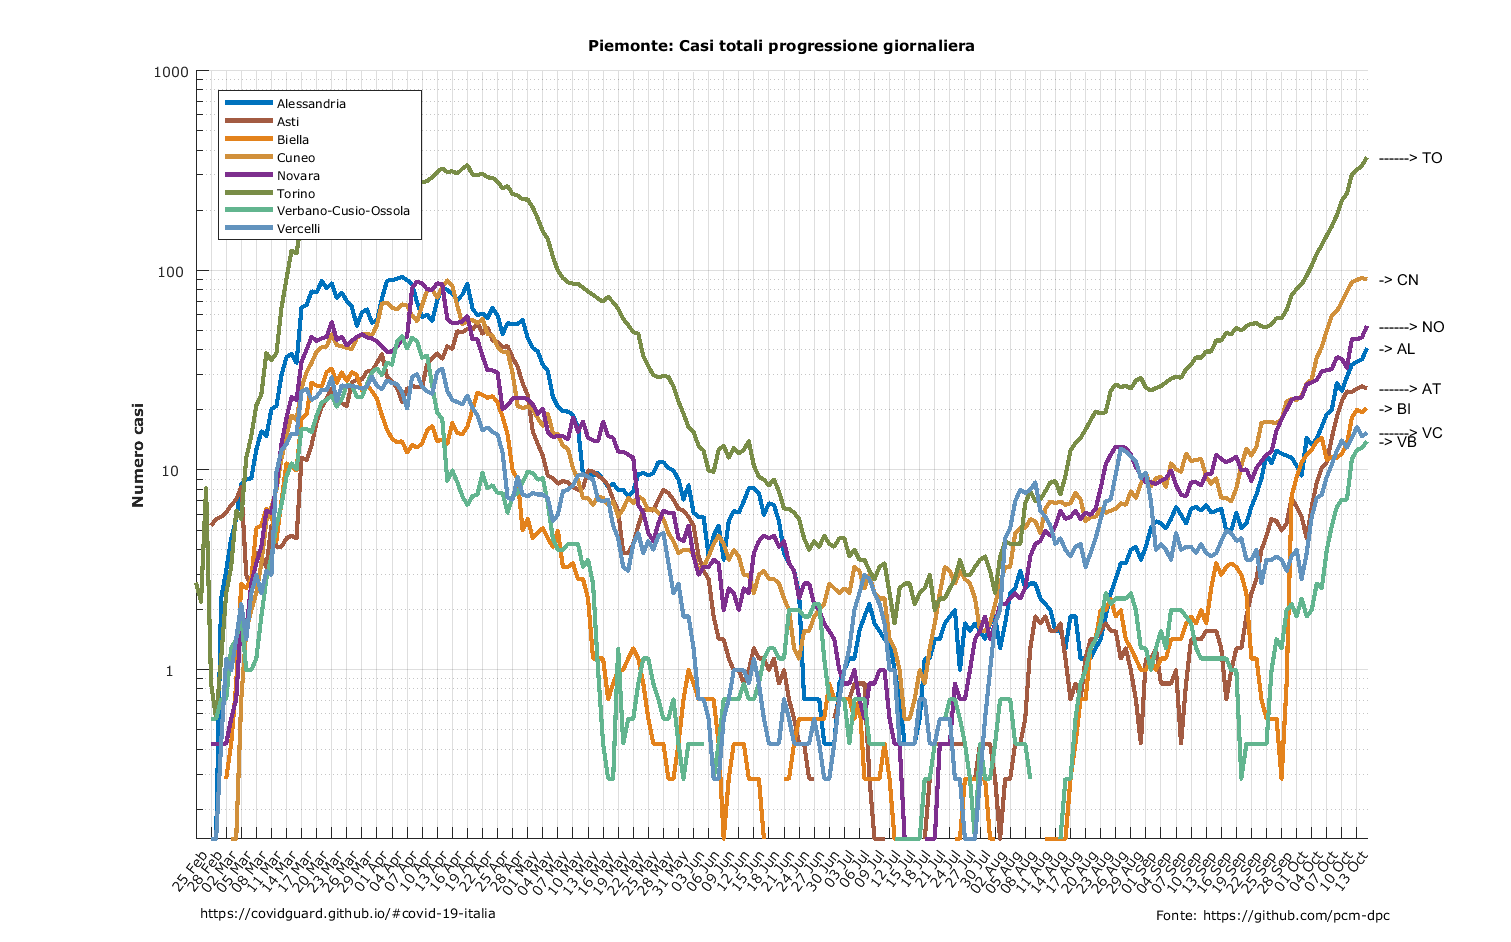 Piemonte: Casi totali progressione giornaliera
1000
100
10
1
Numero casi
Alessandria
Asti
Biella
Cuneo
Novara
Torino
Verbano-Cusio-Ossola
Vercelli
------> TO
-> CN
------> NO
-> AL
------> AT
-> BI
------> VC
-> VB
25 Feb
28 Feb
02 Mar
05 Mar
08 Mar
11 Mar
14 Mar
17 Mar
20 Mar
23 Mar
26 Mar
29 Mar
01 Apr
04 Apr
07 Apr
10 Apr
13 Apr
16 Apr
19 Apr
22 Apr
25 Apr
28 Apr
01 May
04 May
07 May
10 May
13 May
16 May
19 May
22 May
25 May
28 May
31 May
03 Jun
06 Jun
09 Jun
12 Jun
15 Jun
18 Jun
21 Jun
24 Jun
27 Jun
30 Jun
03 Jul
06 Jul
09 Jul
12 Jul
15 Jul
18 Jul
21 Jul
24 Jul
27 Jul
30 Jul
02 Aug
05 Aug
08 Aug
11 Aug
14 Aug
17 Aug
20 Aug
23 Aug
26 Aug
29 Aug
01 Sep
04 Sep
07 Sep
10 Sep
13 Sep
16 Sep
19 Sep
22 Sep
25 Sep
28 Sep
01 Oct
04 Oct
07 Oct
10 Oct
13 Oct
https://covidguard.github.io/#covid-19-italia
Fonte: https://github.com/pcm-dpc